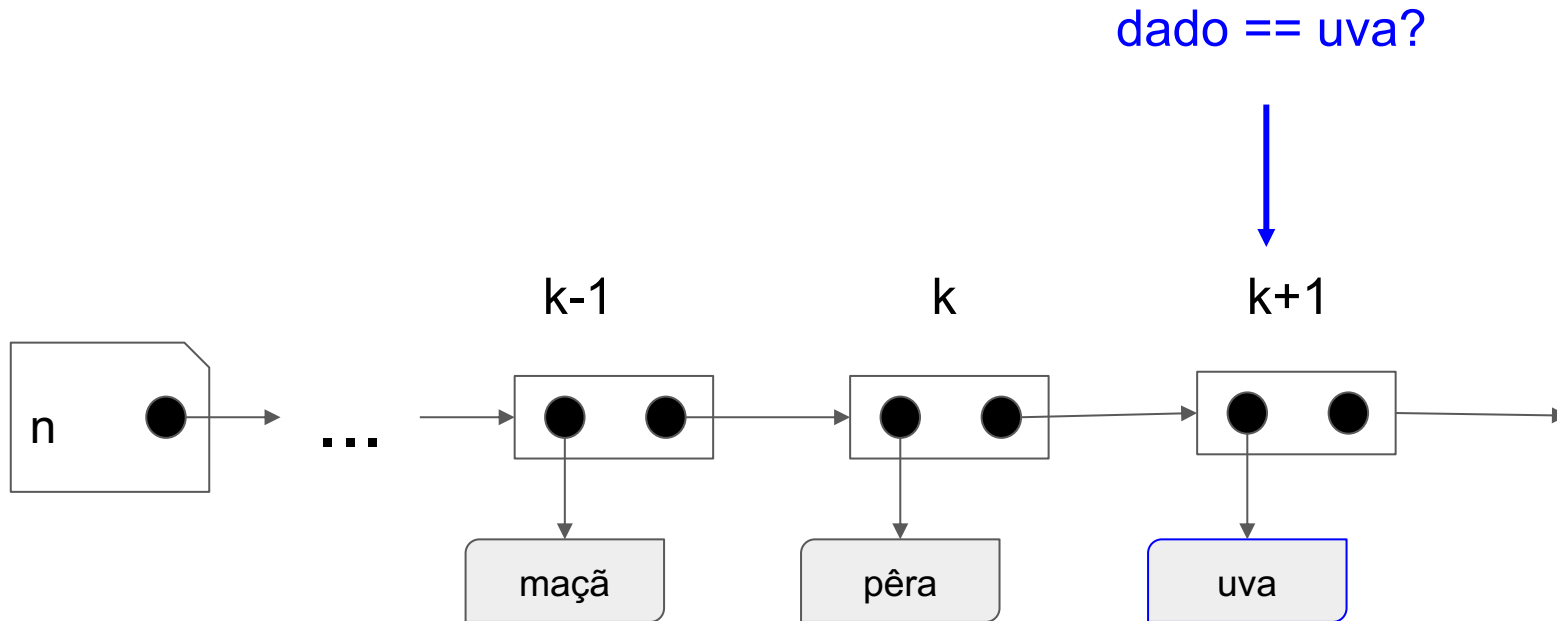 dado == uva?
k-1
k
k+1
n
...
maçã
pêra
uva